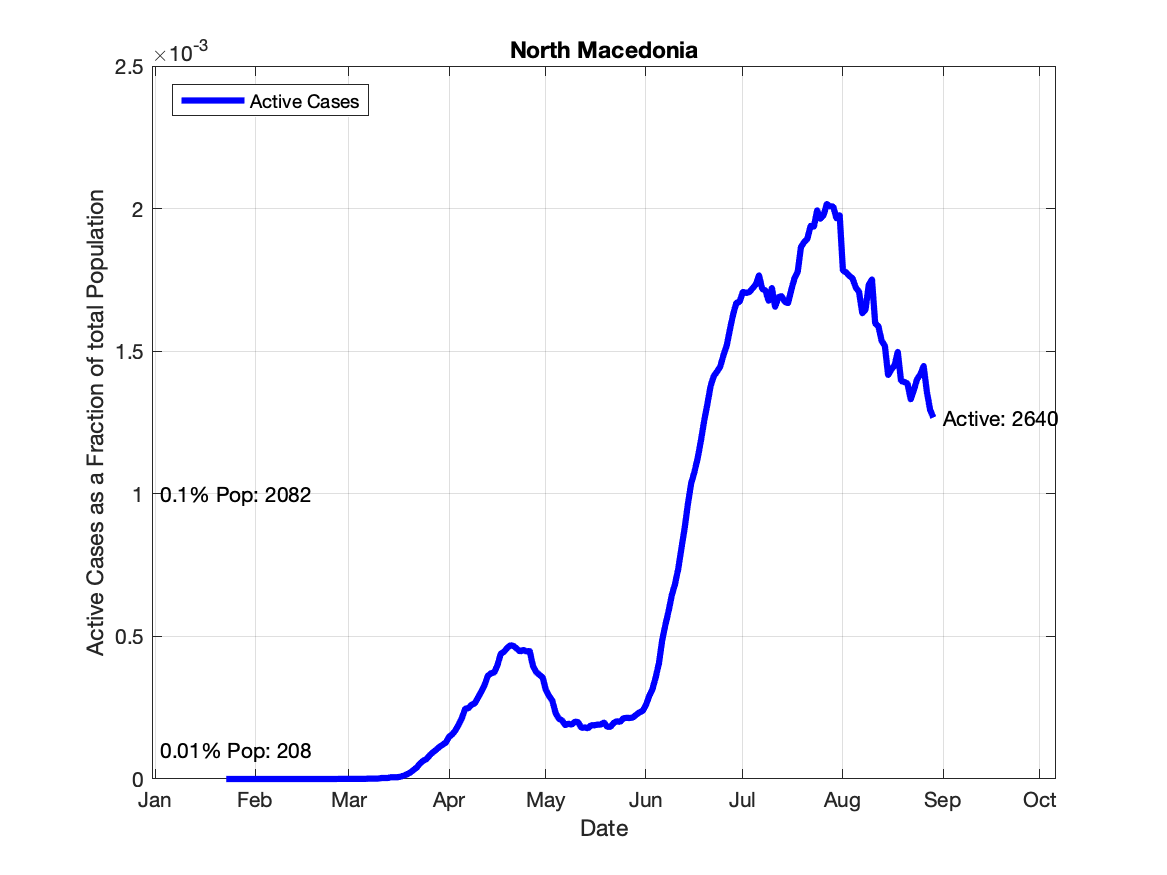 North Macedonia
×10-3
2.5
2
1.5
1
0.5
0
Active Cases
Active: 2640
0.1% Pop: 2082
0.01% Pop: 208
Active Cases as a Fraction of total Population
Jan Feb Mar Apr May Jun Jul Aug Sep Oct
Date